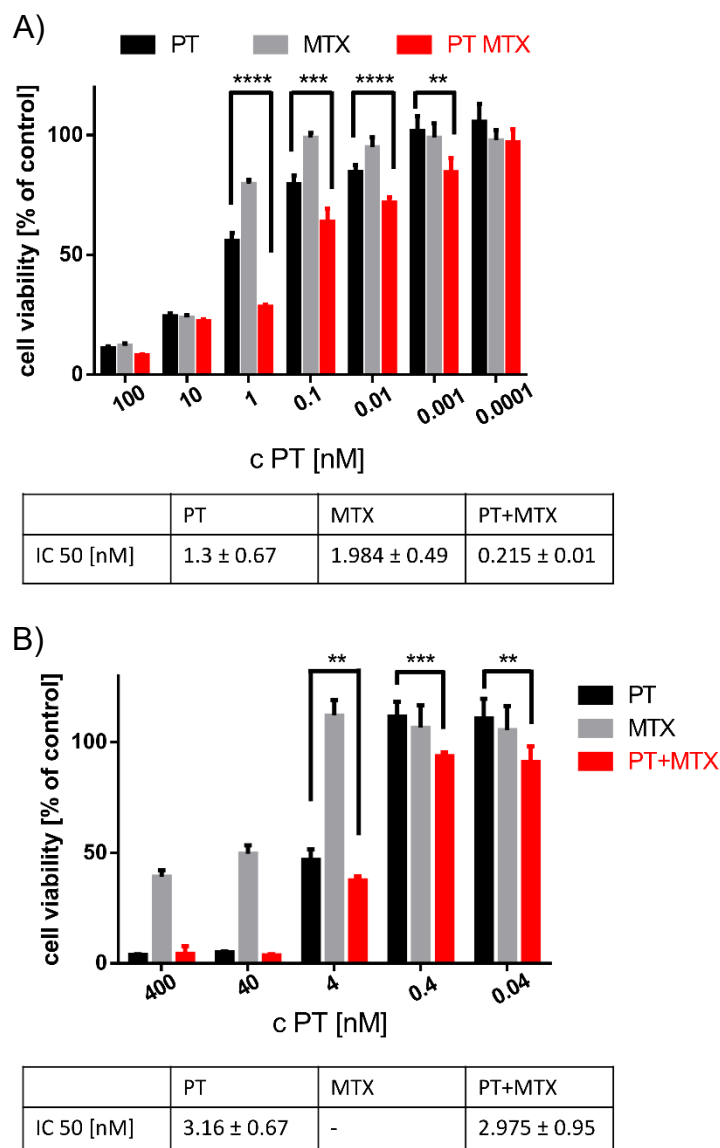 A)
PT MTX PT MTX
**** *** **** **
cell viability [% of control]
100
50
0
100 10 1 0.1 0.01 0.001 0.0001
c PT [nM]
PT MTX PT+MTX
IC 50 [nM] 1.3 ± 0.67 1.984 ± 0.49 0.215 ± 0.01
B)
** *** **
cell viability [% of control]
100
50
0
PT
MTX
PT+MTX
400 40 4 0.4 0.04
c PT [nM]
PT MTX PT+MTX
IC 50 [nM] 3.16 ± 0.67 - 2.975 ± 0.95